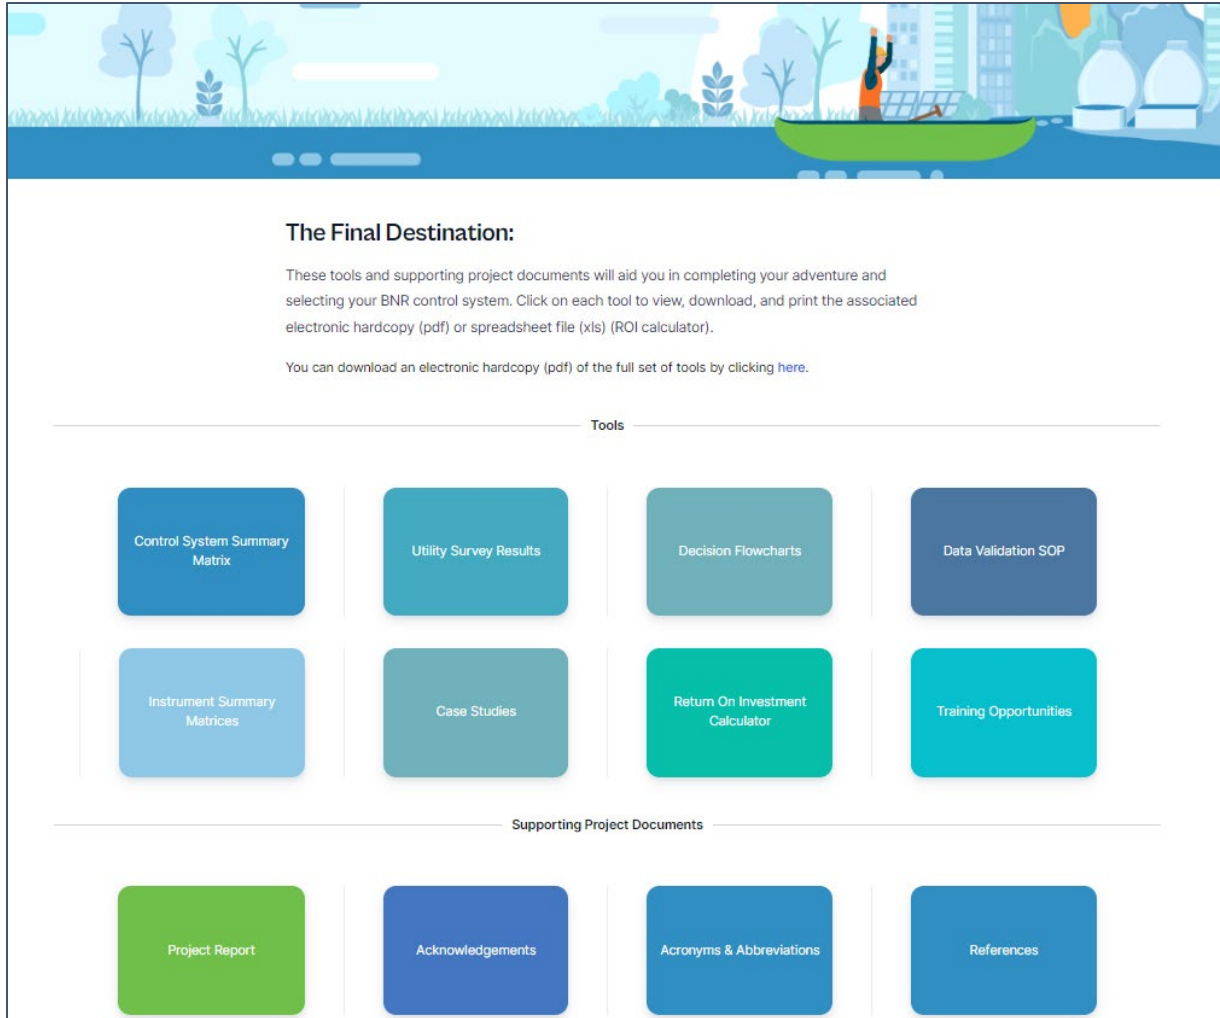 The Final Destination:
These tools and supporting project documents will aid you in completing your adventure and
selecting your BNR control system. Click on each tool to view, download, and print the associated
electronic hardcopy (pdf) or spreadsheet file (xls) (ROI calculator).
You can download an electronic hardcopy (pdf) of the full set of tools by clicking here.
Tools
Control System Summary
Matrix
Utility Survey Results
Decision Flowcharts
Data Validation SOP
Instrument Summary
Matrices
Case Studies
Return On Investment
Calculator
Training Opportunities
Supporting Project Documents
Project Report
Acknowledgements
Acronyms & Abbreviations
References